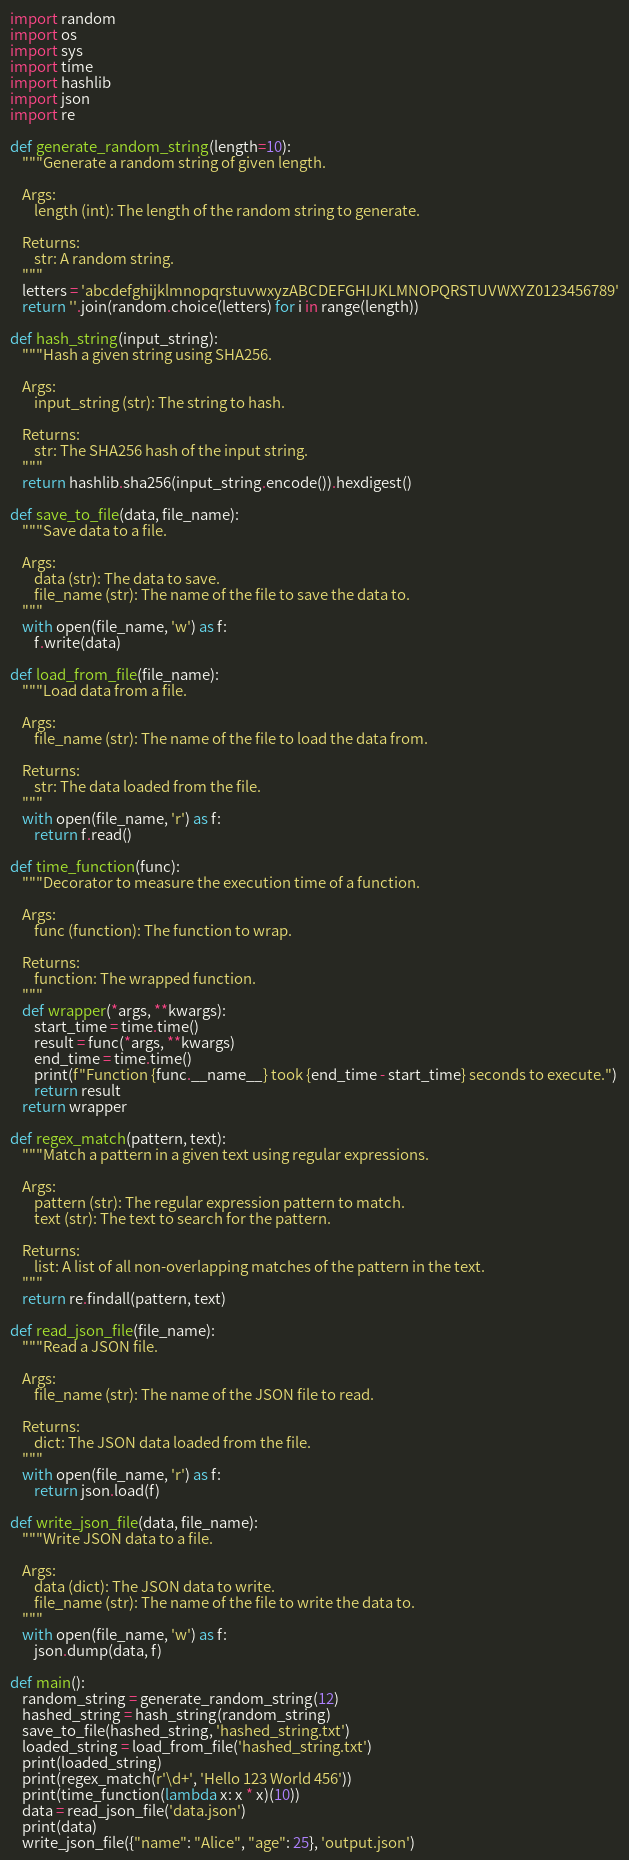 import random
import os
import sys
import time
import hashlib
import json
import re

def generate_random_string(length=10):
    """Generate a random string of given length.

    Args:
        length (int): The length of the random string to generate.

    Returns:
        str: A random string.
    """
    letters = 'abcdefghijklmnopqrstuvwxyzABCDEFGHIJKLMNOPQRSTUVWXYZ0123456789'
    return ''.join(random.choice(letters) for i in range(length))

def hash_string(input_string):
    """Hash a given string using SHA256.

    Args:
        input_string (str): The string to hash.

    Returns:
        str: The SHA256 hash of the input string.
    """
    return hashlib.sha256(input_string.encode()).hexdigest()

def save_to_file(data, file_name):
    """Save data to a file.

    Args:
        data (str): The data to save.
        file_name (str): The name of the file to save the data to.
    """
    with open(file_name, 'w') as f:
        f.write(data)

def load_from_file(file_name):
    """Load data from a file.

    Args:
        file_name (str): The name of the file to load the data from.

    Returns:
        str: The data loaded from the file.
    """
    with open(file_name, 'r') as f:
        return f.read()

def time_function(func):
    """Decorator to measure the execution time of a function.

    Args:
        func (function): The function to wrap.

    Returns:
        function: The wrapped function.
    """
    def wrapper(*args, **kwargs):
        start_time = time.time()
        result = func(*args, **kwargs)
        end_time = time.time()
        print(f"Function {func.__name__} took {end_time - start_time} seconds to execute.")
        return result
    return wrapper

def regex_match(pattern, text):
    """Match a pattern in a given text using regular expressions.

    Args:
        pattern (str): The regular expression pattern to match.
        text (str): The text to search for the pattern.

    Returns:
        list: A list of all non-overlapping matches of the pattern in the text.
    """
    return re.findall(pattern, text)

def read_json_file(file_name):
    """Read a JSON file.

    Args:
        file_name (str): The name of the JSON file to read.

    Returns:
        dict: The JSON data loaded from the file.
    """
    with open(file_name, 'r') as f:
        return json.load(f)

def write_json_file(data, file_name):
    """Write JSON data to a file.

    Args:
        data (dict): The JSON data to write.
        file_name (str): The name of the file to write the data to.
    """
    with open(file_name, 'w') as f:
        json.dump(data, f)

def main():
    random_string = generate_random_string(12)
    hashed_string = hash_string(random_string)
    save_to_file(hashed_string, 'hashed_string.txt')
    loaded_string = load_from_file('hashed_string.txt')
    print(loaded_string)
    print(regex_match(r'\d+', 'Hello 123 World 456'))
    print(time_function(lambda x: x * x)(10))
    data = read_json_file('data.json')
    print(data)
    write_json_file({"name": "Alice", "age": 25}, 'output.json')